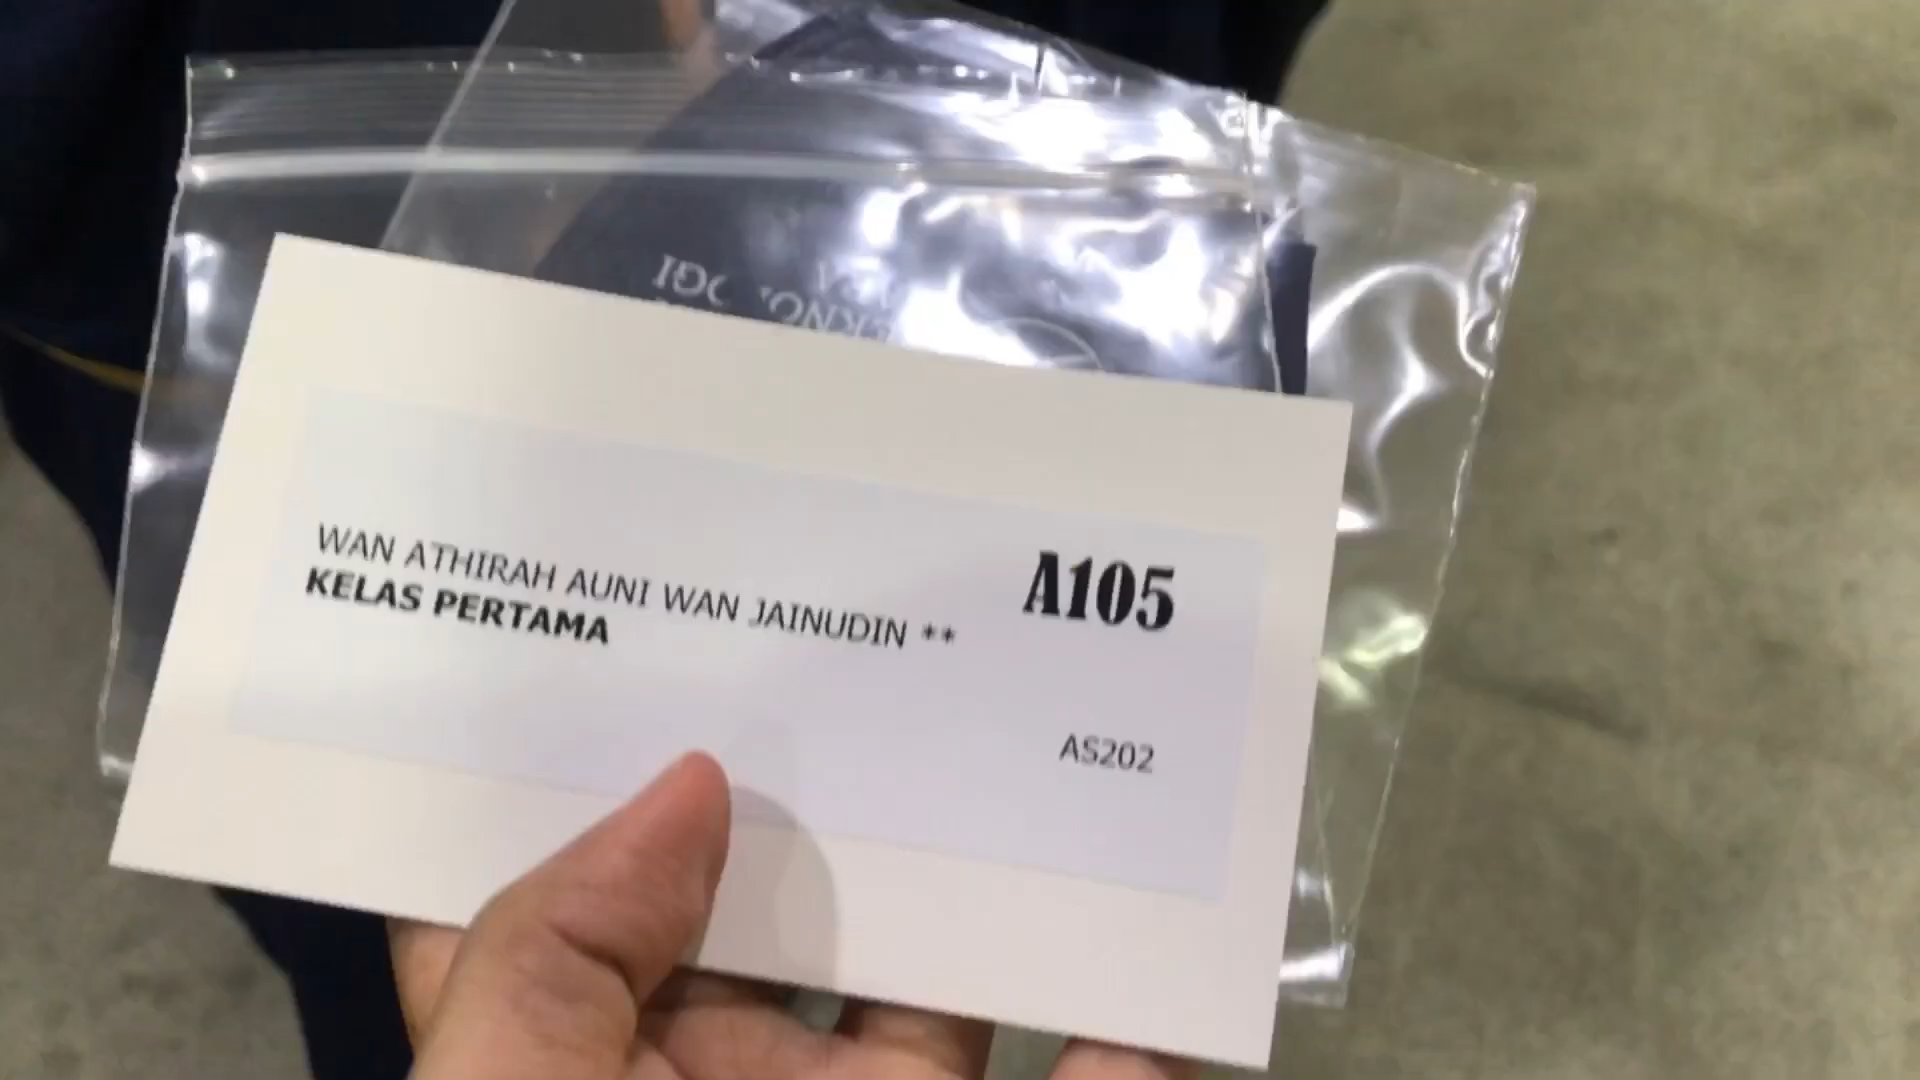 WAN ATHIRAH AUNI WAN JAINUDIN **
KELAS PERTAMA
A105
AS202